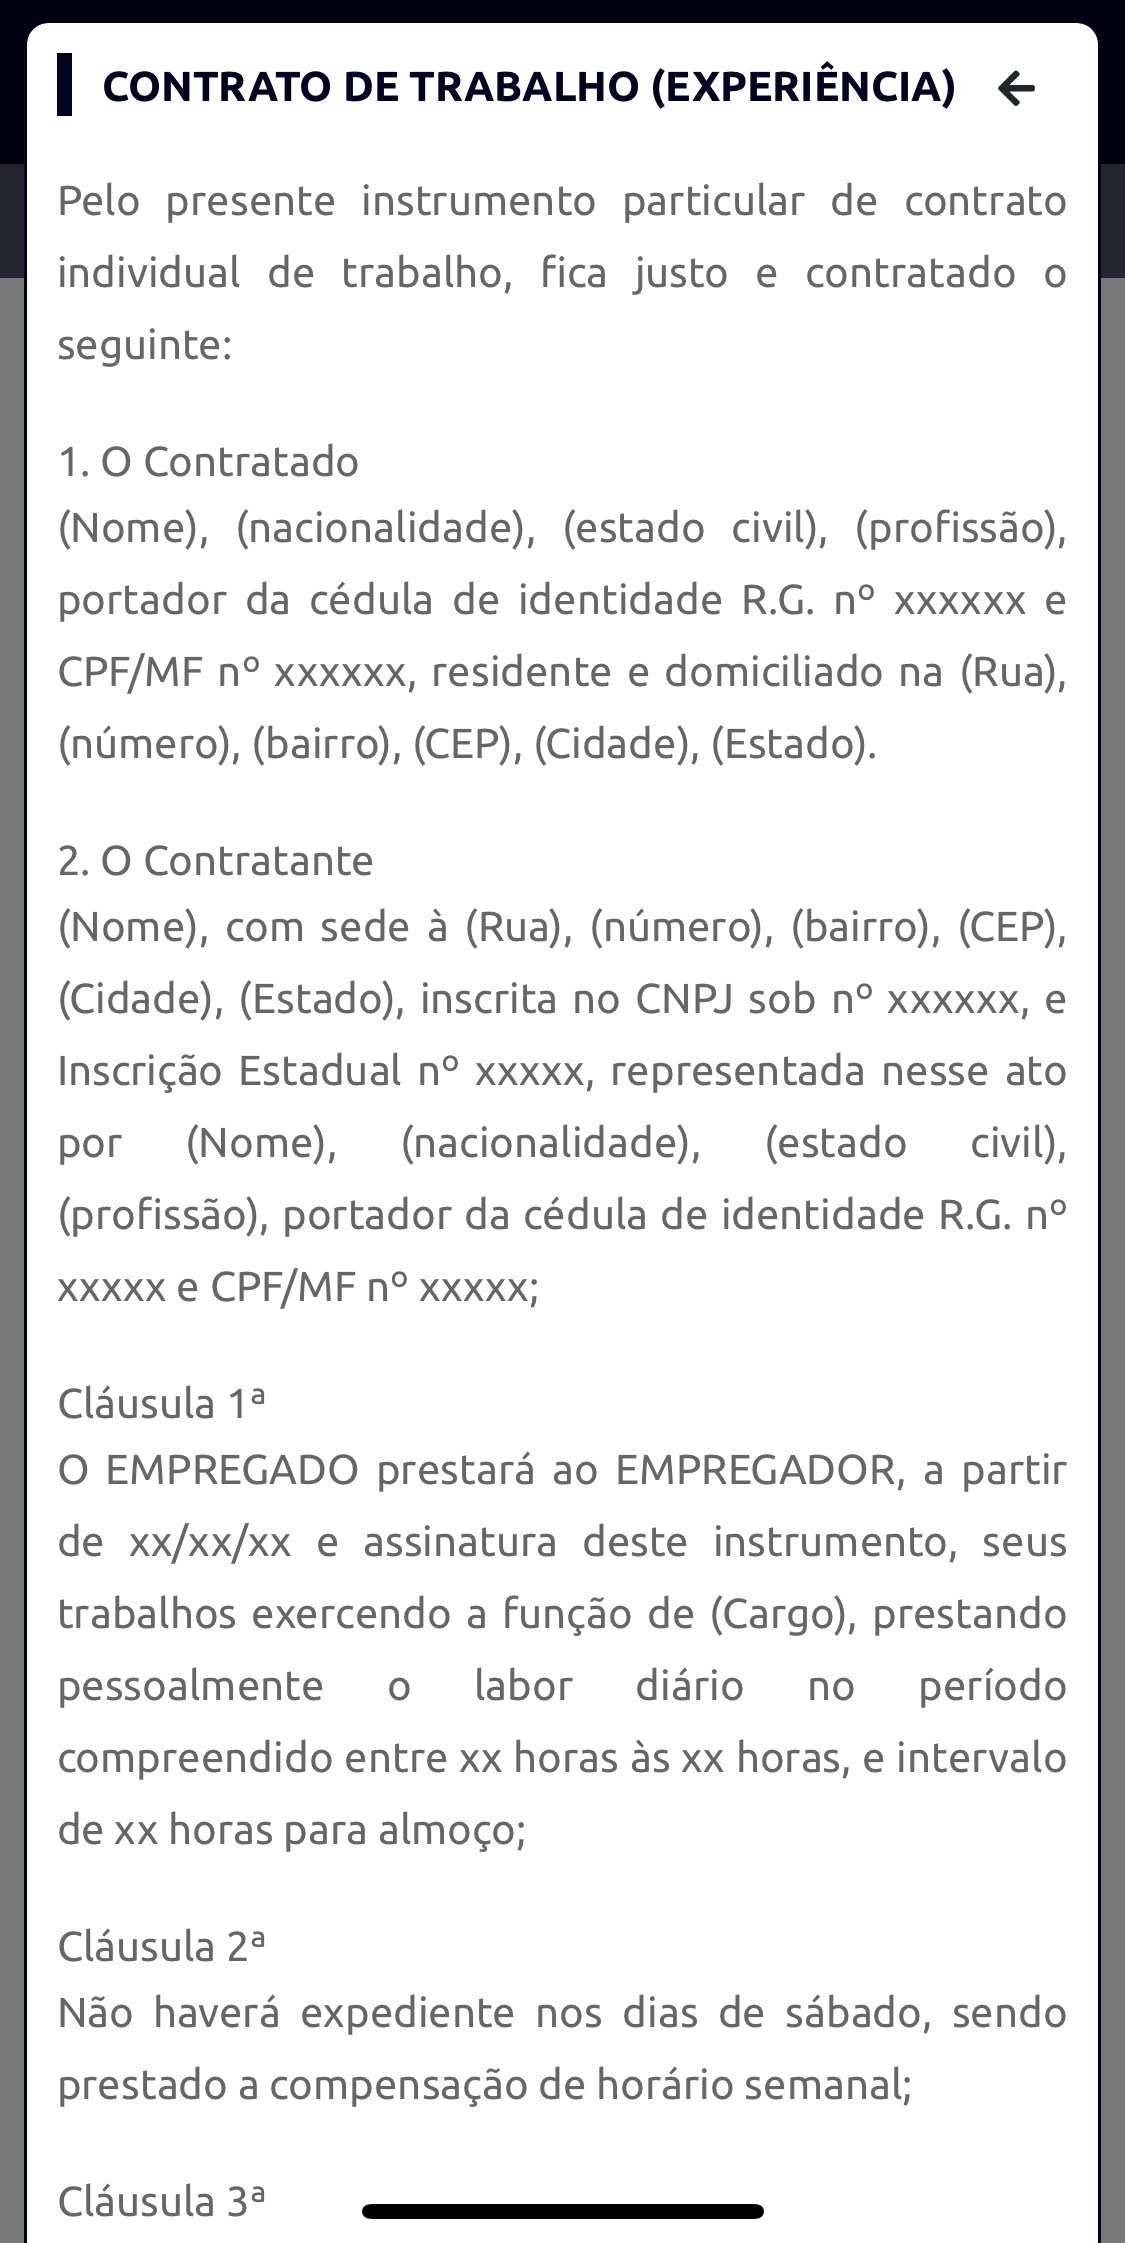 CONTRATO DE TRABALHO (EXPERIÊNCIA)
Pelo presente instrumento particular de contrato
individual de trabalho, fica justo e contratado o
seguinte:
1. O Contratado
(Nome), (nacionalidade), (estado civil), (profissão),
portador da cédula de identidade R.G. nº xxxxxx e
CPF/MF nº xxxxxx, residente e domiciliado na (Rua),
(número), (bairro), (CEP), (Cidade), (Estado).
2. O Contratante
(Nome), com sede à (Rua), (número), (bairro), (CEP),
(Cidade), (Estado), inscrita no CNPJ sob nº xxxxxx, e
Inscrição Estadual nº xxxxx, representada nesse ato
por (Nome), (nacionalidade), (estado civil),
(profissão), portador da cédula de identidade R.G. nº
xxxxx e CPF/MF nº xxxxx;
Cláusula 1ª
O EMPREGADO prestará ao EMPREGADOR, a partir
de xx/xx/xx e assinatura deste instrumento, seus
trabalhos exercendo a função de (Cargo), prestando
pessoalmente o labor diário no período
compreendido entre xx horas às xx horas, e intervalo
de xx horas para almoço;
Cláusula 2ª
Não haverá expediente nos dias de sábado, sendo
prestado a compensação de horário semanal;
Cláusula 3ª